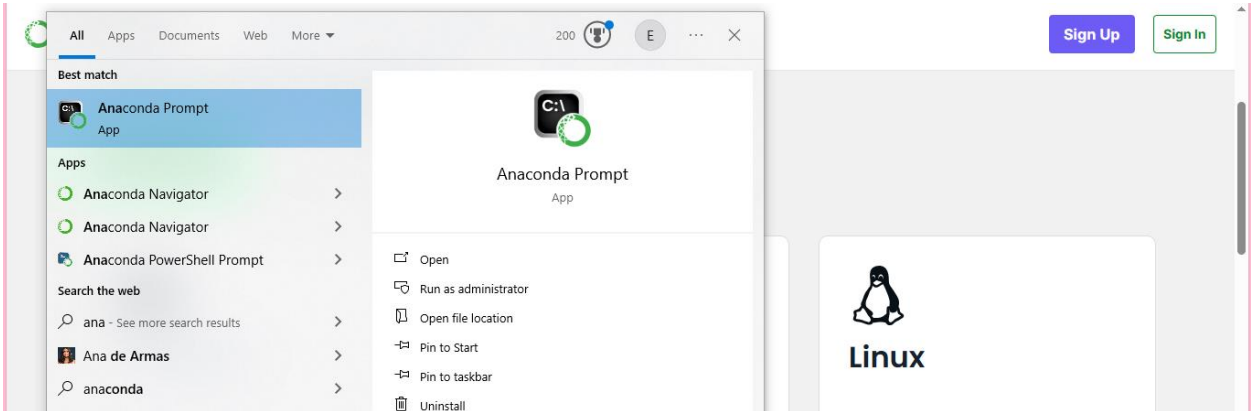 All Apps Documents Web More 200 E ... Sign Up Sign In
Best match
Anaconda Prompt
App
Apps
Anaconda Navigator
Anaconda Navigator
Anaconda PowerShell Prompt
Search the web
ana - See more search results
Ana de Armas
anaconda
C:\
Anaconda Prompt
App
Open
Run as administrator
Open file location
Pin to Start
Pin to taskbar
Uninstall
Linux